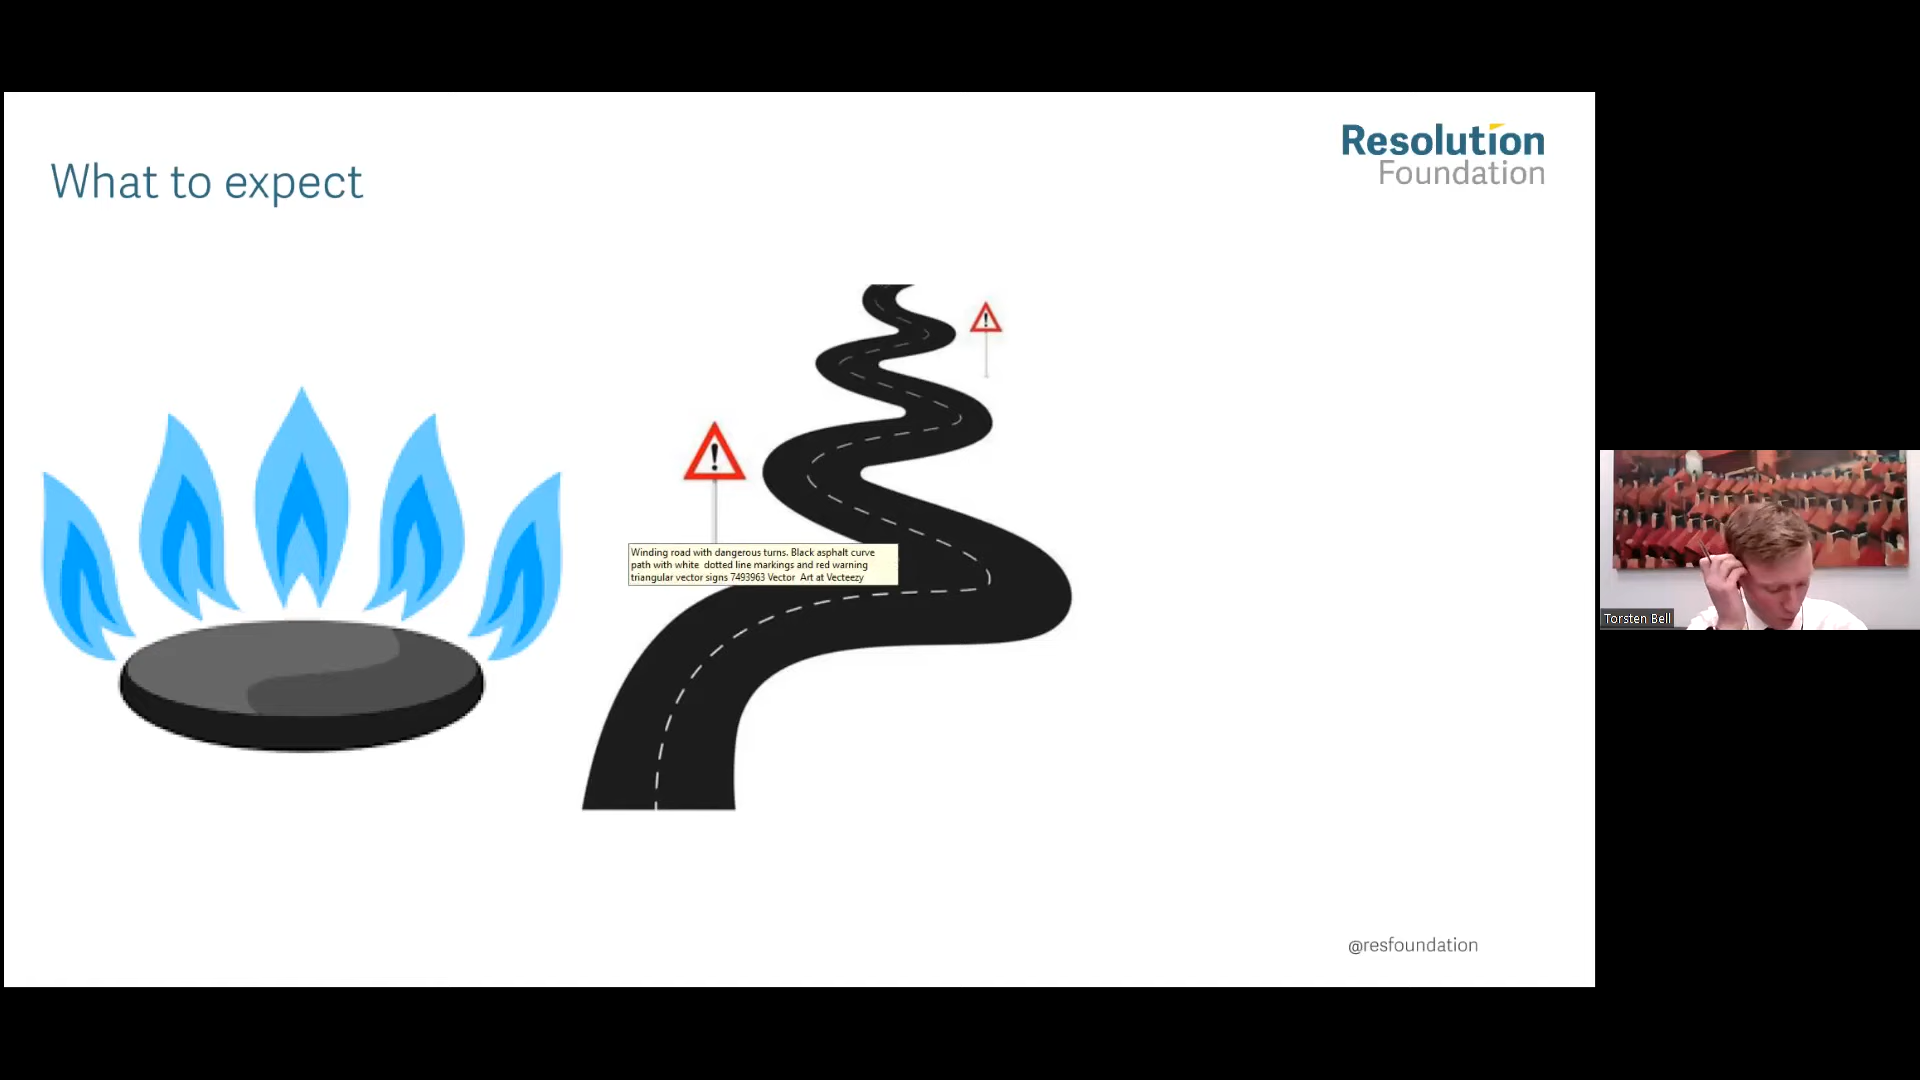 What to expect
Resolution
Foundation
!
!
Winding road with dangerous turns. Black asphalt curve
path with white dotted line markings and red warning
triangular vector signs 7493963 Vector Art at Vecteezy
Torsten Bell
@resfoundation